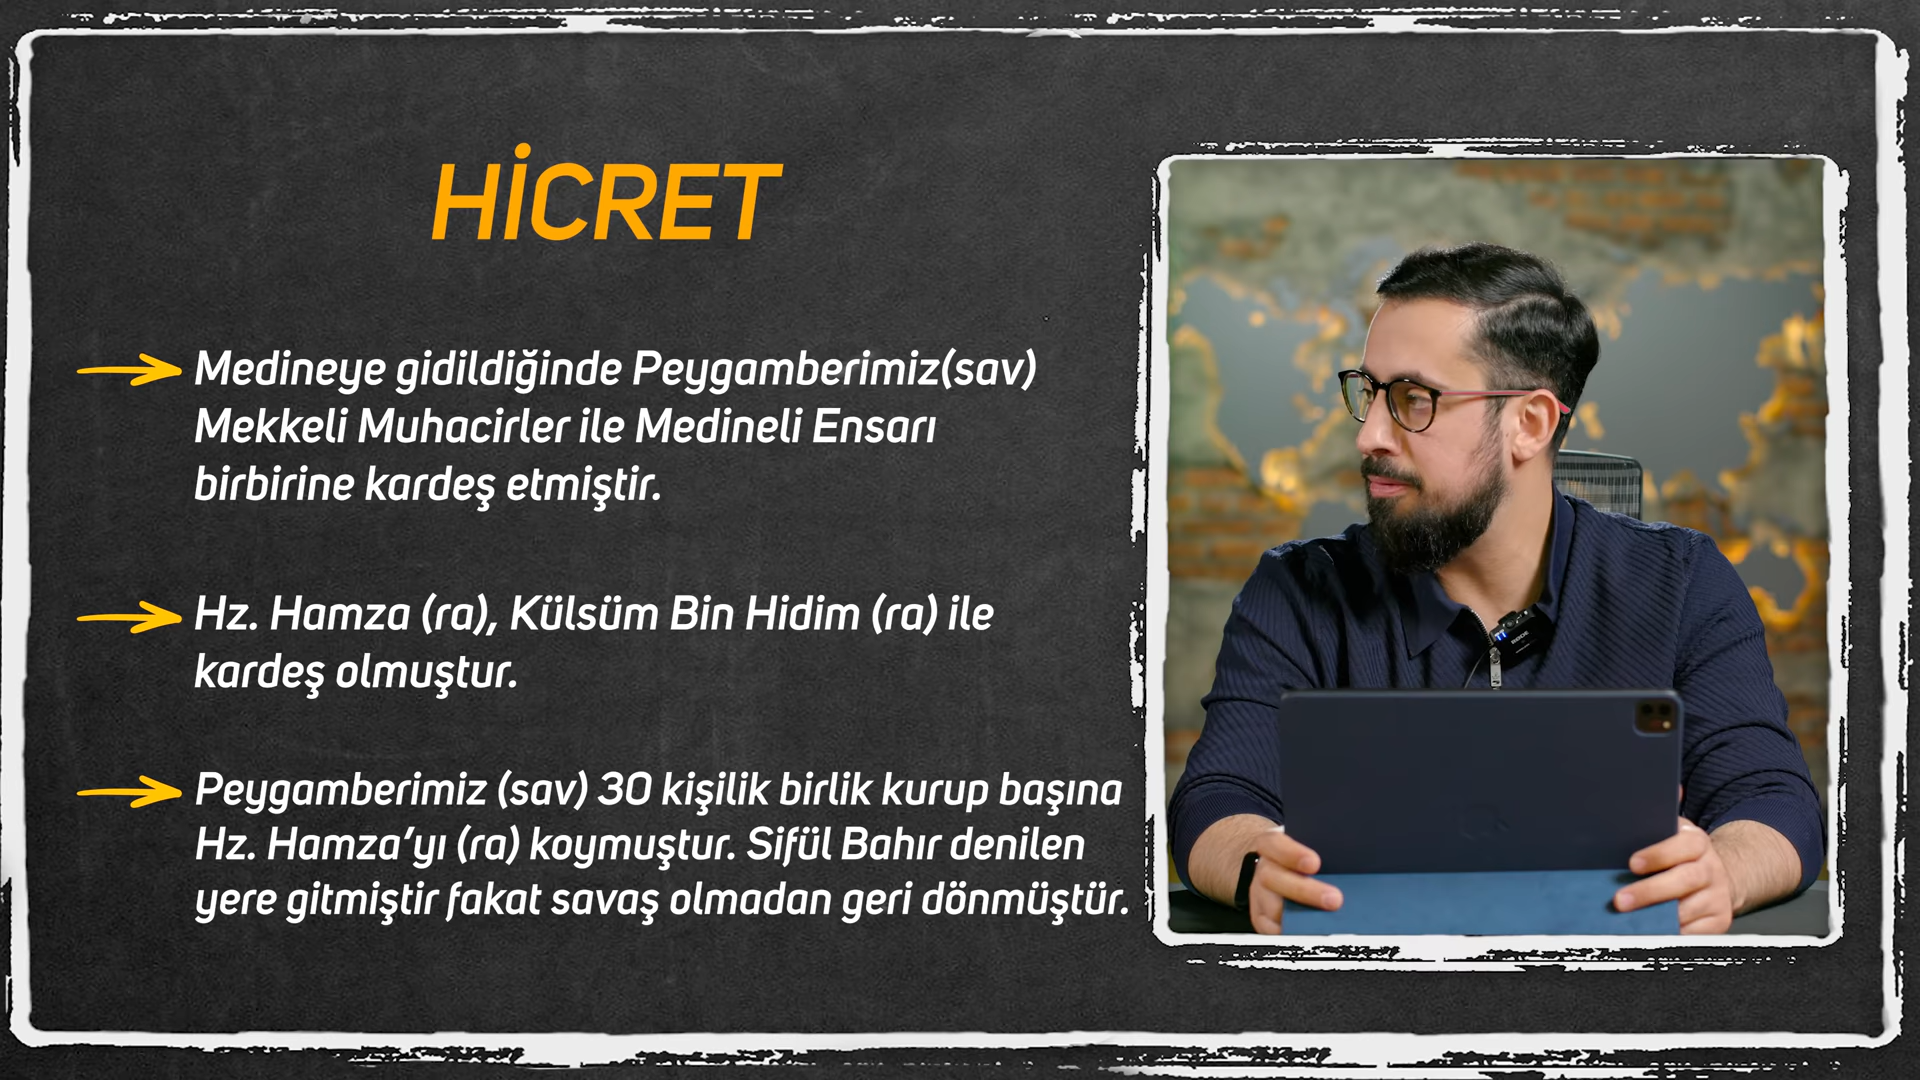 HİCRET
Medineye gidildiğinde Peygamberimiz(sav)
Mekkeli Muhacirler ile Medineli Ensarı
birbirine kardeş etmiştir.
Hz. Hamza (ra), Külsüm Bin Hidim (ra) ile
kardeş olmuştur.
Peygamberimiz (sav) 30 kişilik birlik kurup başına
Hz. Hamza’yı (ra) koymuştur. Sifül Bahır denilen
yere gitmiştir fakat savaş olmadan geri dönmüştür.
RODE